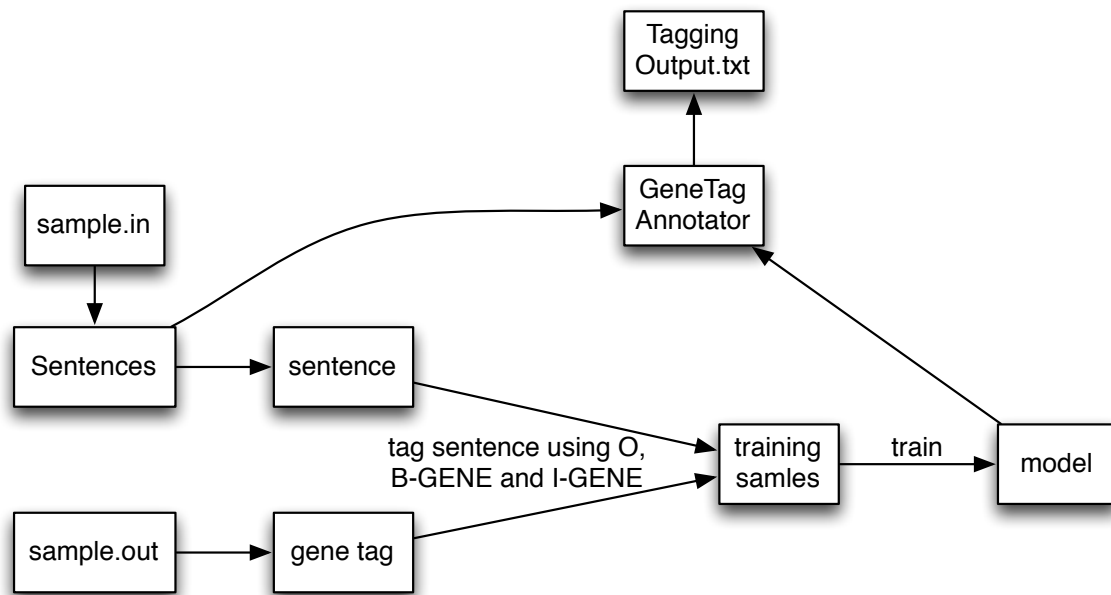 Tagging
Output.txt
GeneTag
Annotator
sample.in
Sentences
sentence
tag sentence using O,
B-GENE and I-GENE
training
samles
train
model
sample.out
gene tag